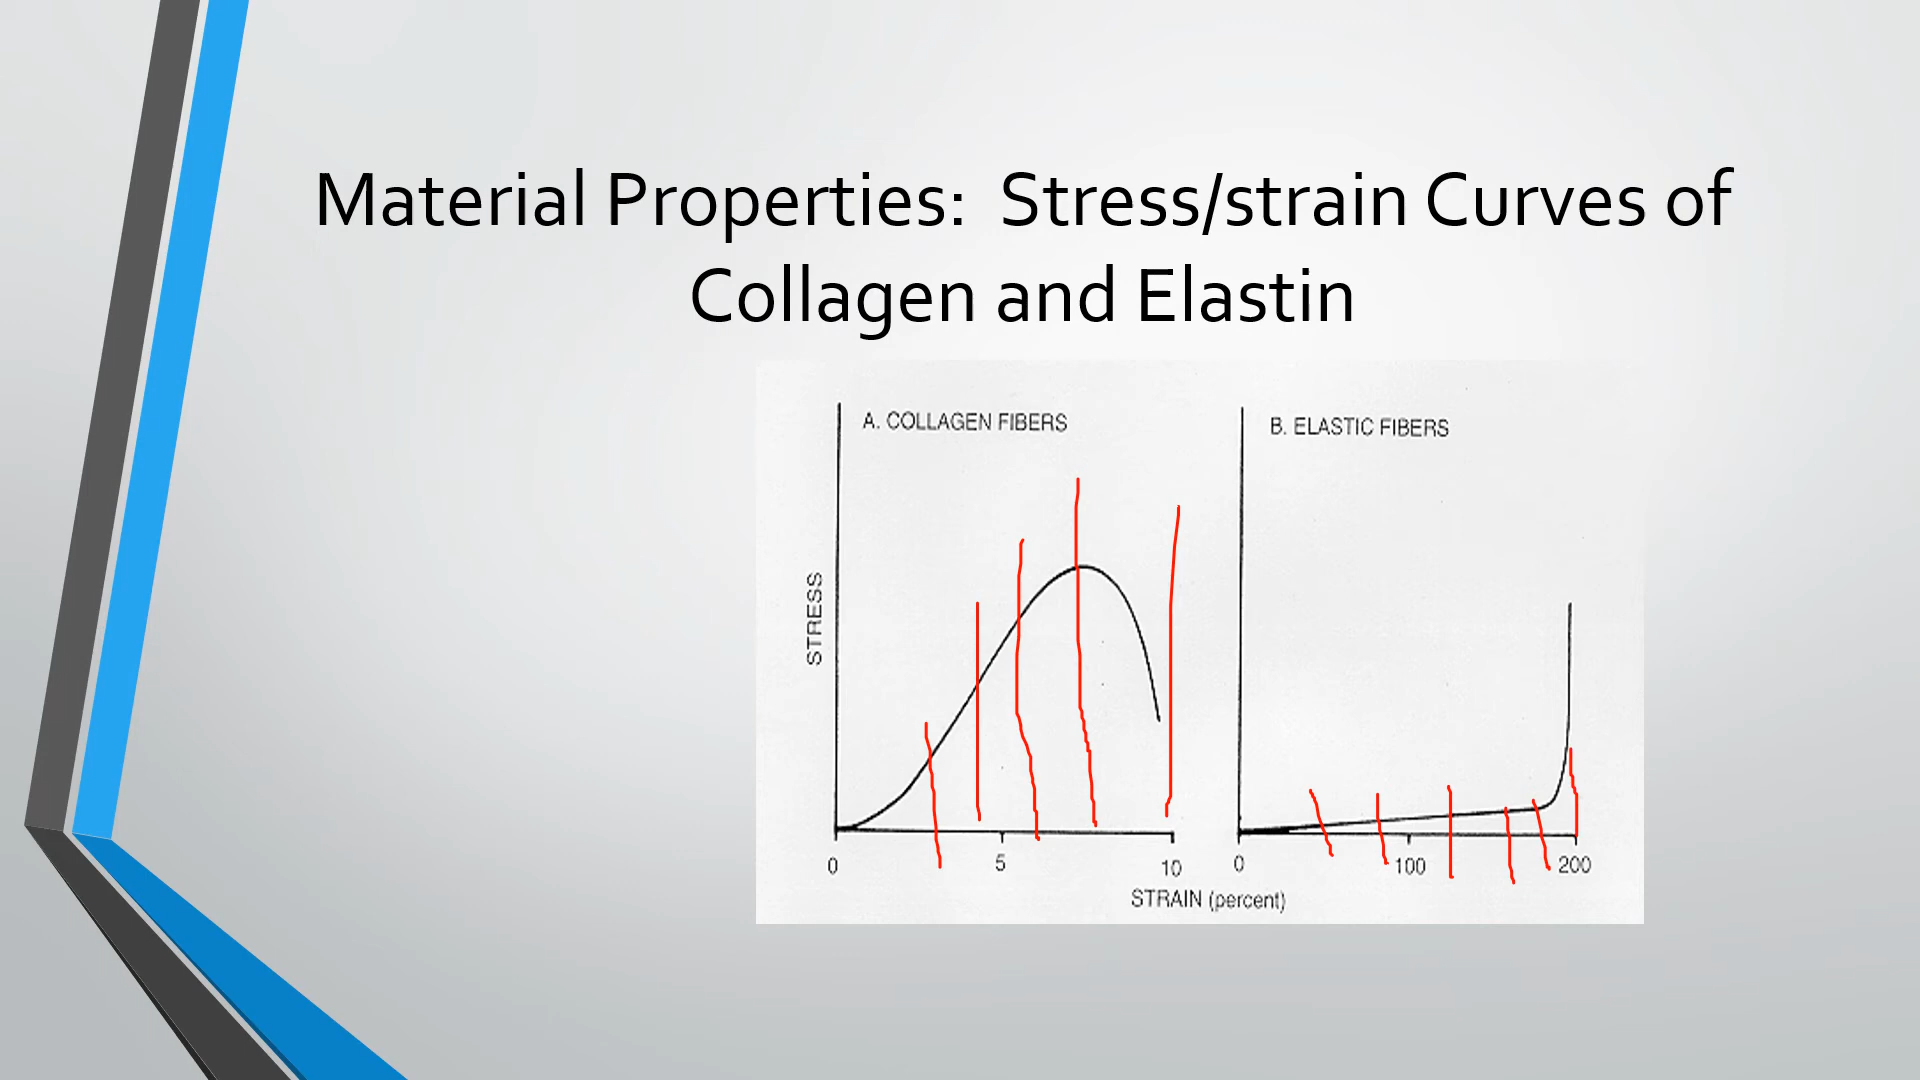 Material Properties:  Stress/strain Curves of
Collagen and Elastin
A. COLLAGEN FIBERS
STRESS
0
5
10
B. ELASTIC FIBERS
0
100
200
STRAIN (percent)